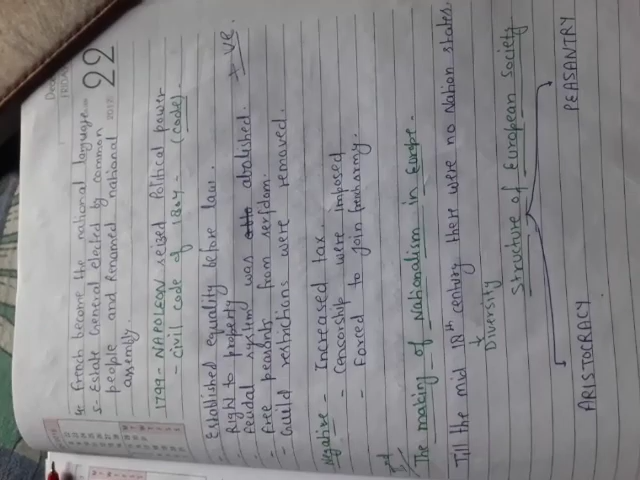 Dec
FRIDAY
22
4. French become the national language
5- Estate General elected by common
people and Renamed national
assembly.
1799 - NAPOLEON seized Political power
- Civil code of 1804 - (code)
- Established equality before law.
- Right to property
- Feudal system was abolished. + ve
- Free peasants from serfdom.
- Guild restrictions were removed.
Negative - Increased tax.
- Censorship were imposed
- Forced to join french army.
The making of Nationalism in Europe -
Till the mid 18th century there were no Nation states.
Diversity
Structure of European Society
ARISTOCRACY
PEASANTRY